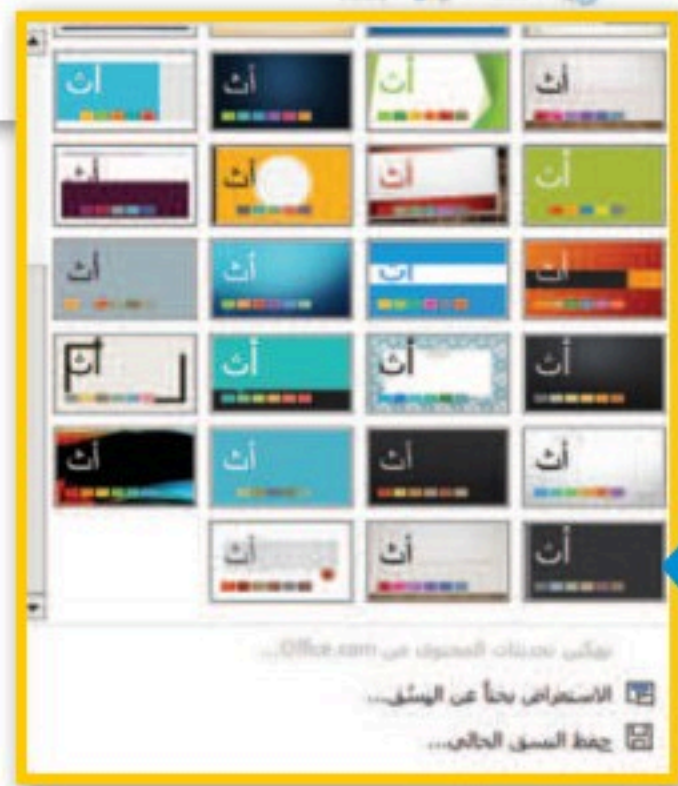 أث أث أث أث
أث أث أث أث
أث أث أث أث
أث أث أث أث
أث أث أث أث
أث أث أث
تمكين تحديثات المحتوى من Office.com...
الاستعراض بحثاً عن النسق...
حفظ النسق الحالي...